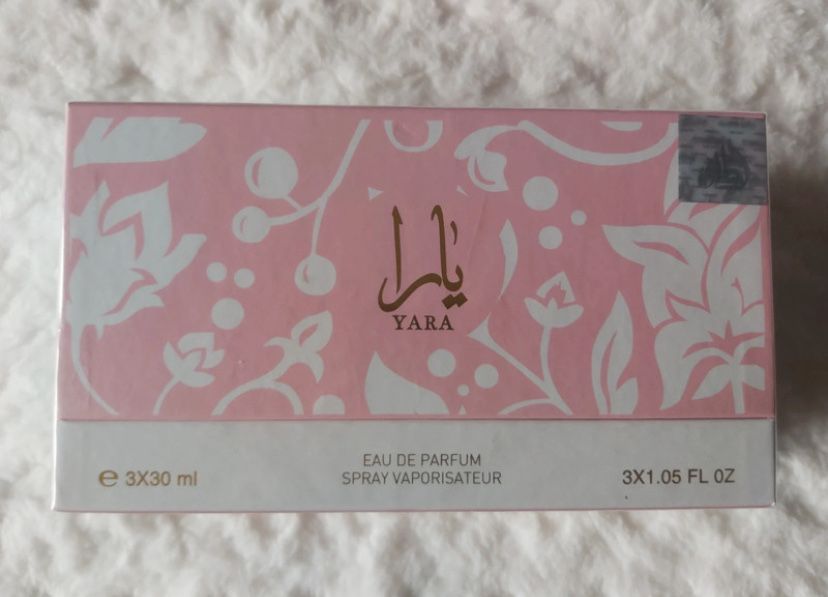 يارا
YARA
EAU DE PARFUM
SPRAY VAPORISATEUR
℮ 3X30 ml
3X1.05 FL OZ